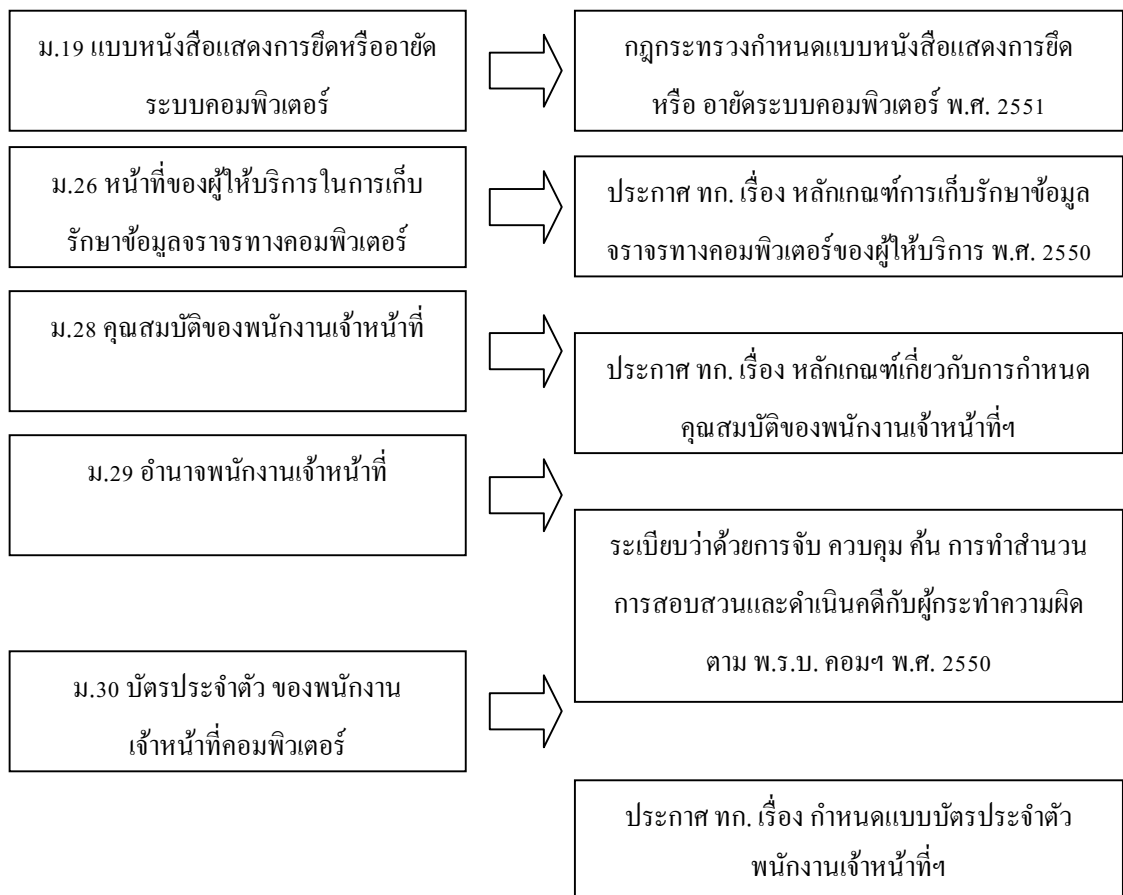 ม.19 แบบหนังสือแสดงการยึดหรืออายัด
ระบบคอมพิวเตอร์
กฎกระทรวงกำหนดแบบหนังสือแสดงการยึด
หรือ อายัดระบบคอมพิวเตอร์ พ.ศ. 2551
ม.26 หน้าที่ของผู้ให้บริการในการเก็บ
รักษาข้อมูลจราจรทางคอมพิวเตอร์
ประกาศ ทก. เรื่อง หลักเกณฑ์การเก็บรักษาข้อมูล
จราจรทางคอมพิวเตอร์ของผู้ให้บริการ พ.ศ. 2550
ม.28 คุณสมบัติของพนักงานเจ้าหน้าที่
ประกาศ ทก. เรื่อง หลักเกณฑ์เกี่ยวกับการกำหนด
คุณสมบัติของพนักงานเจ้าหน้าที่ฯ
ม.29 อำนาจพนักงานเจ้าหน้าที่
ระเบียบว่าด้วยการจับ ควบคุม ค้น การทำสำนวน
การสอบสวนและดำเนินคดีกับผู้กระทำความผิด
ตาม พ.ร.บ. คอมฯ พ.ศ. 2550
ม.30 บัตรประจำตัว ของพนักงาน
เจ้าหน้าที่คอมพิวเตอร์
ประกาศ ทก. เรื่อง กำหนดแบบบัตรประจำตัว
พนักงานเจ้าหน้าที่ฯ